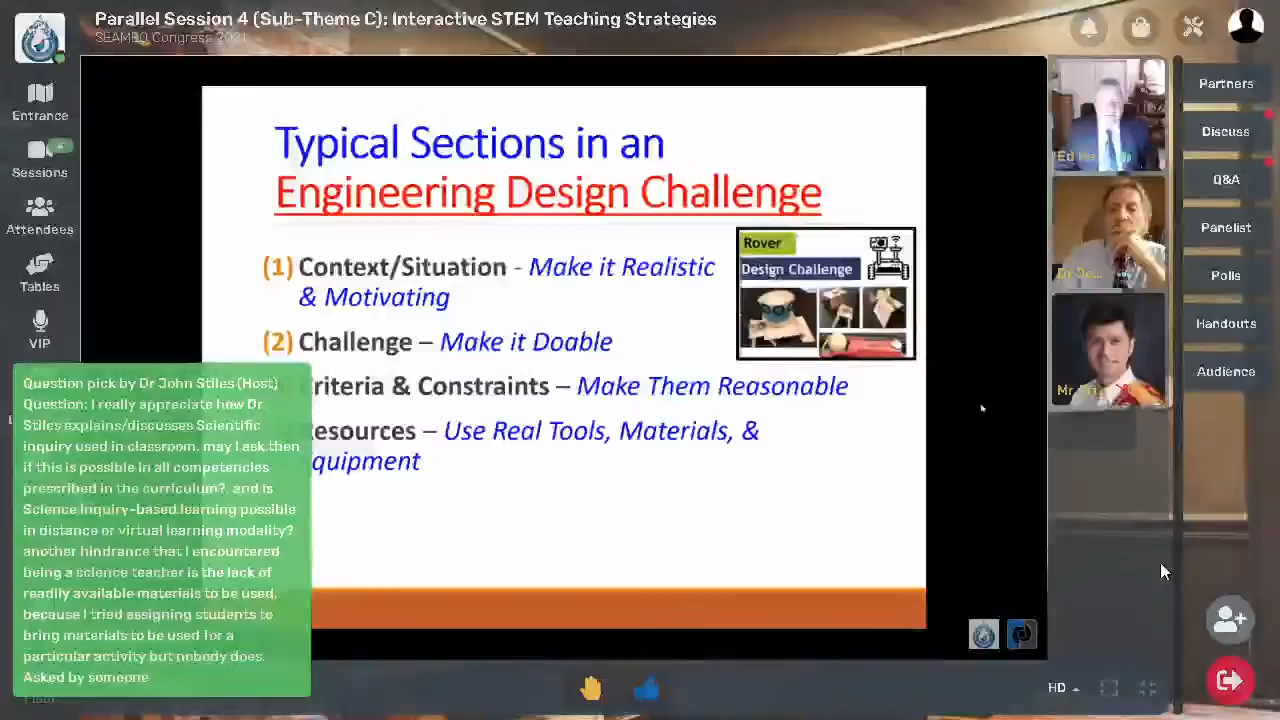 Parallel Session 4 (Sub-Theme C): Interactive STEM Teaching Strategies
SEAMEO Congress 2021
Entrance
Sessions
Attendees
Tables
VIP
Typical Sections in an
Engineering Design Challenge
(1) Context/Situation - Make it Realistic
& Motivating
(2) Challenge – Make it Doable
Criteria & Constraints – Make Them Reasonable
esources – Use Real Tools, Materials, &
quipment
Rover
Design Challenge
Question pick by Dr John Stiles (Host)
Question: I really appreciate how Dr
Stiles explains/discusses Scientific
inquiry used in classroom, may I ask then
if this is possible in all competencies
prescribed in the curriculum?, and is
Science Inquiry-based learning possible
in distance or virtual learning modality?
another hindrance that I encountered
being a science teacher is the lack of
readily available materials to be used,
because I tried assigning students to
bring materials to be used for a
particular activity but nobody does.
Asked by someone
Ed
Dr
Mr
Partners
Discuss
Q&A
Panelist
Polls
Handouts
Audience
HD